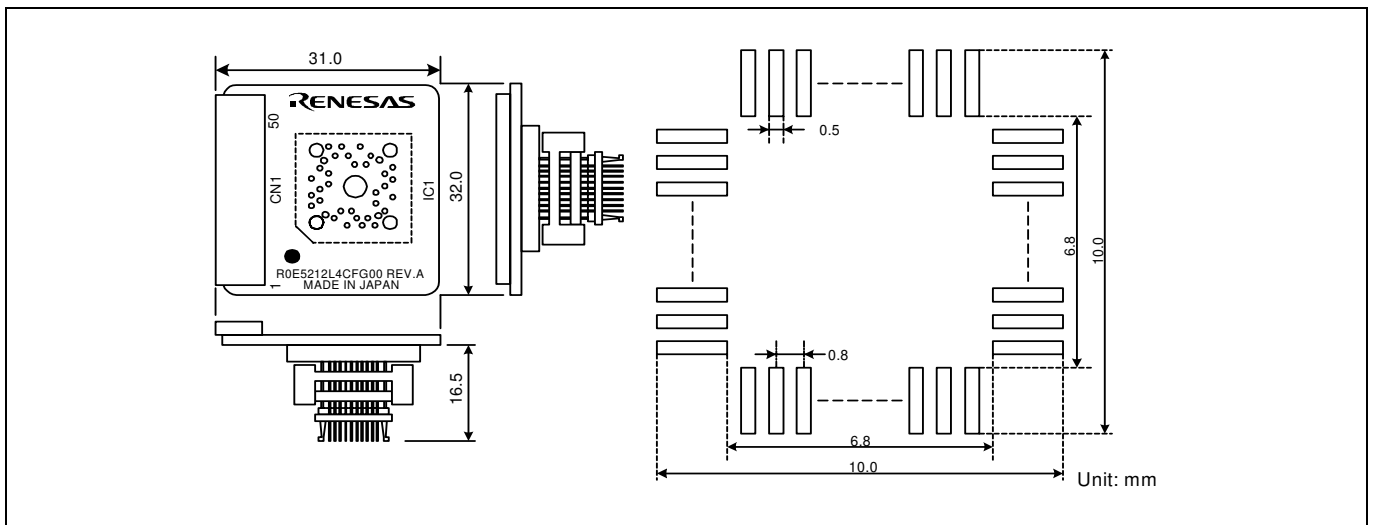 31.0
RENESAS
50
CN1
IC1
1
R0E5212L4CFG00 REV.A
MADE IN JAPAN
32.0
16.5
0.5
6.8
10.0
0.8
6.8
10.0
Unit: mm